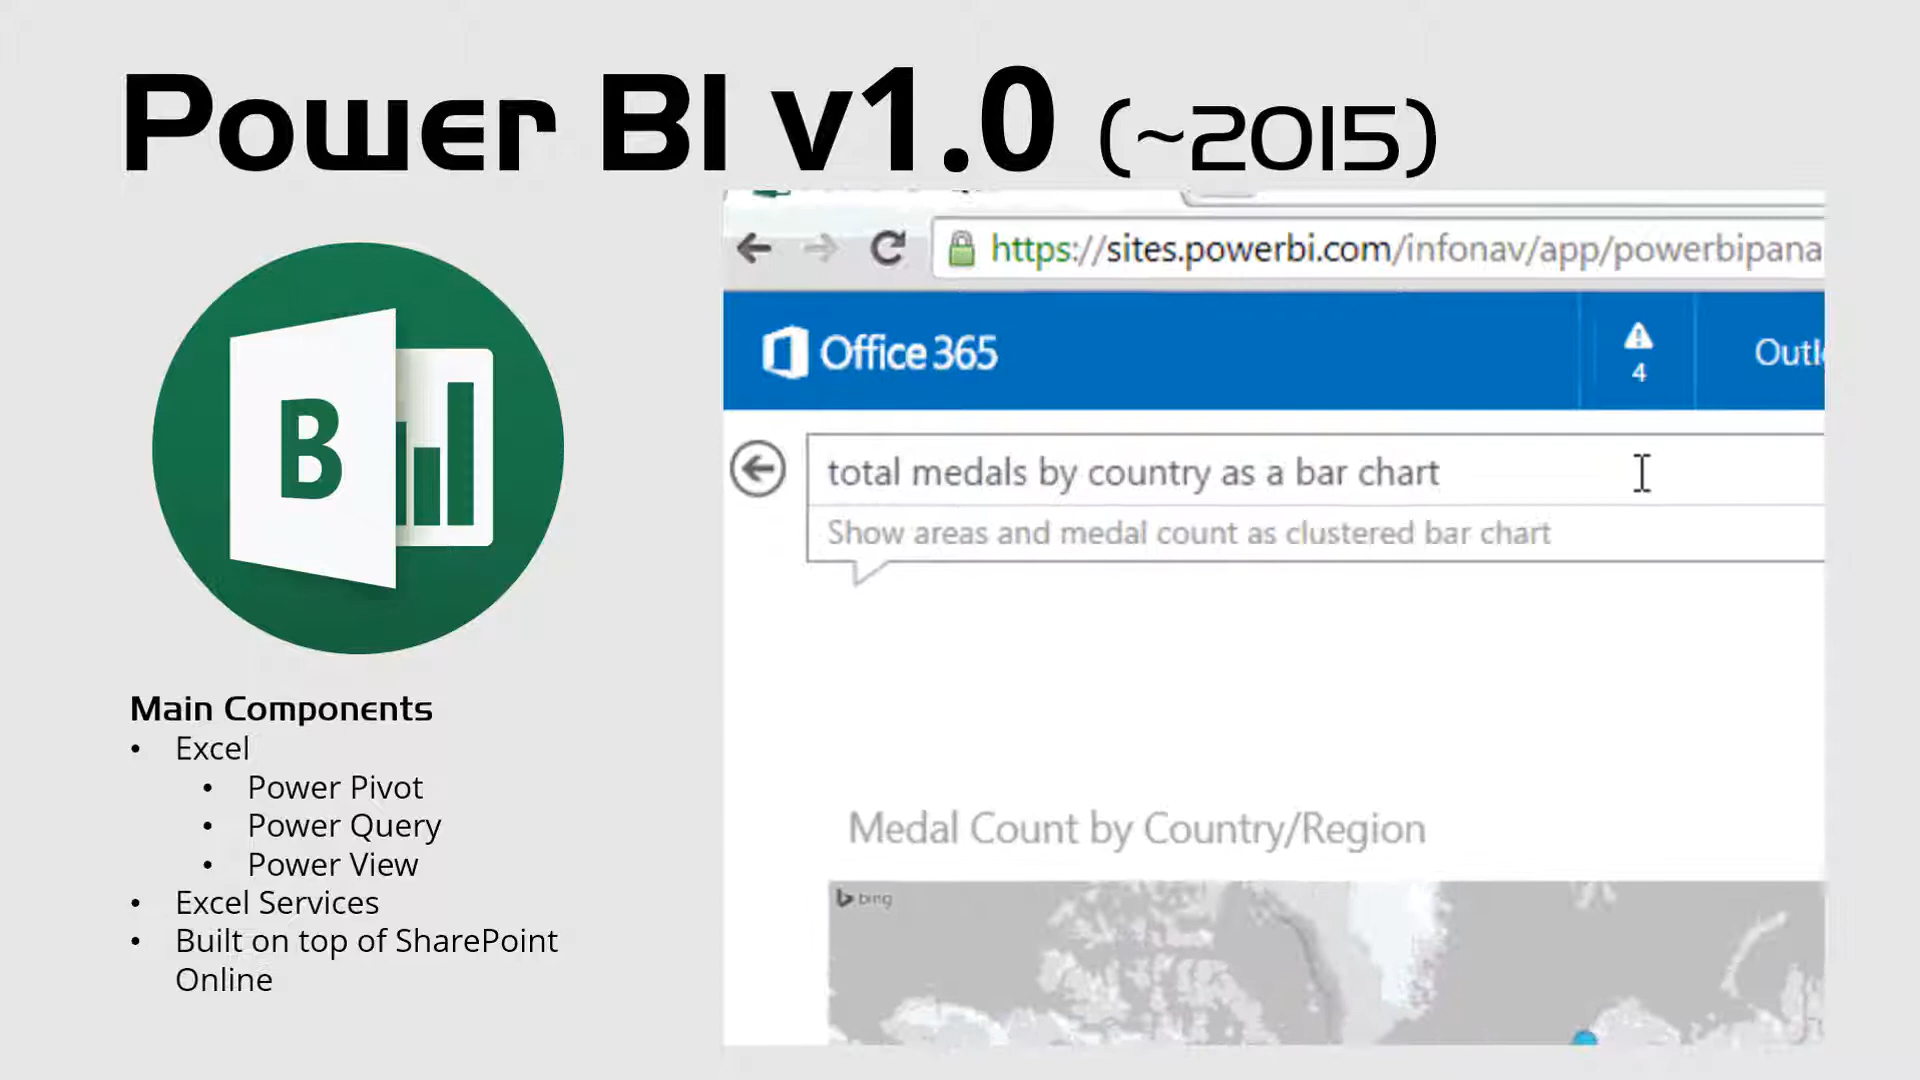 Power BI v1.0 (~2015)
https://sites.powerbi.com/infonav/app/powerbipana
Office 365
4
Outl
total medals by country as a bar chart
Show areas and medal count as clustered bar chart
Medal Count by Country/Region
bing
B
Main Components
• Excel
• Power Pivot
• Power Query
• Power View
• Excel Services
• Built on top of SharePoint
Online